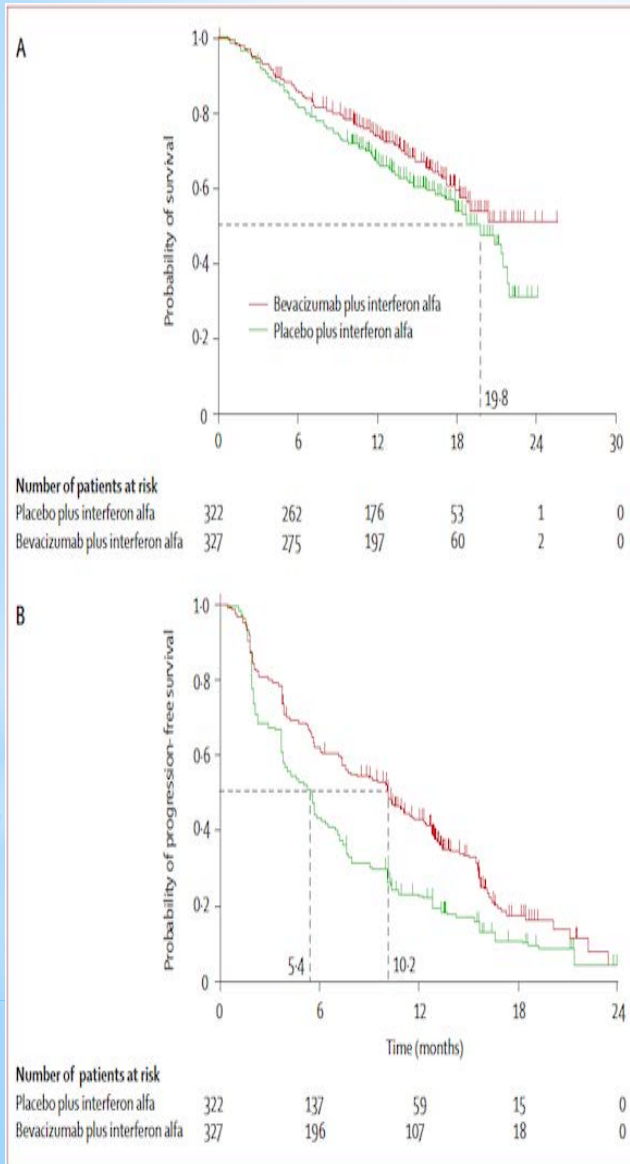 A
Probability of survival
1·0
0·8
0·6
0·4
0·2
0
Bevacizumab plus interferon alfa
Placebo plus interferon alfa
19·8
0 6 12 18 24 30
Number of patients at risk
Placebo plus interferon alfa 322 262 176 53 1 0
Bevacizumab plus interferon alfa 327 275 197 60 2 0
B
Probability of progression-free survival
1·0
0·8
0·6
0·4
0·2
0
5·4 10·2
0 6 12 18 24
Time (months)
Number of patients at risk
Placebo plus interferon alfa 322 137 59 15 0
Bevacizumab plus interferon alfa 327 196 107 18 0